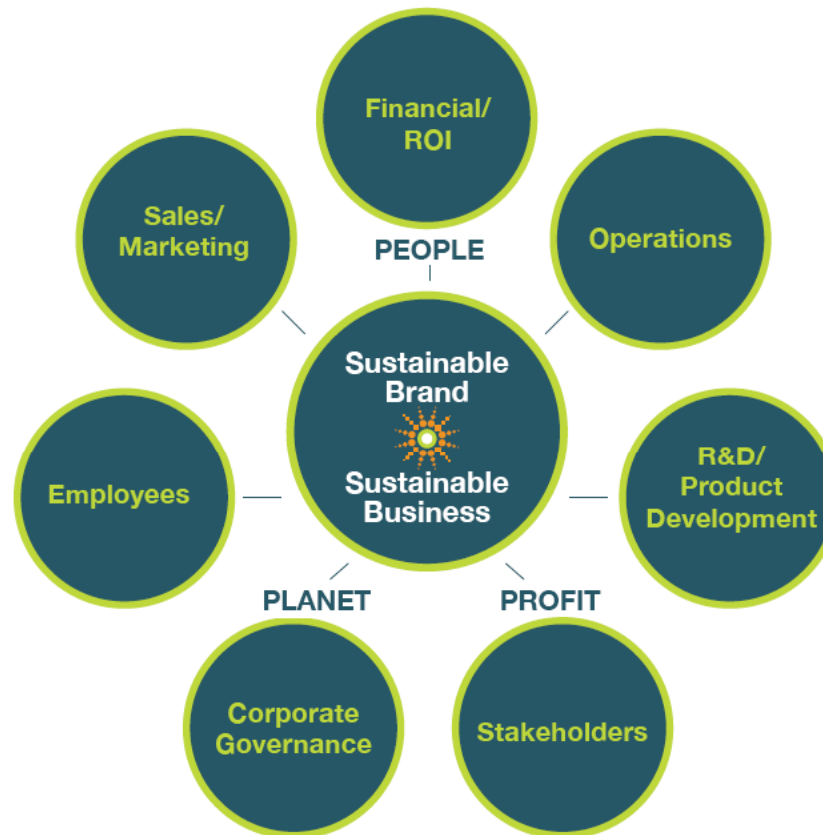 Financial/
ROI
Sales/
Marketing
Operations
PEOPLE
Sustainable
Brand
Sustainable
Business
Employees
R&D/
Product
Development
PLANET
PROFIT
Corporate
Governance
Stakeholders